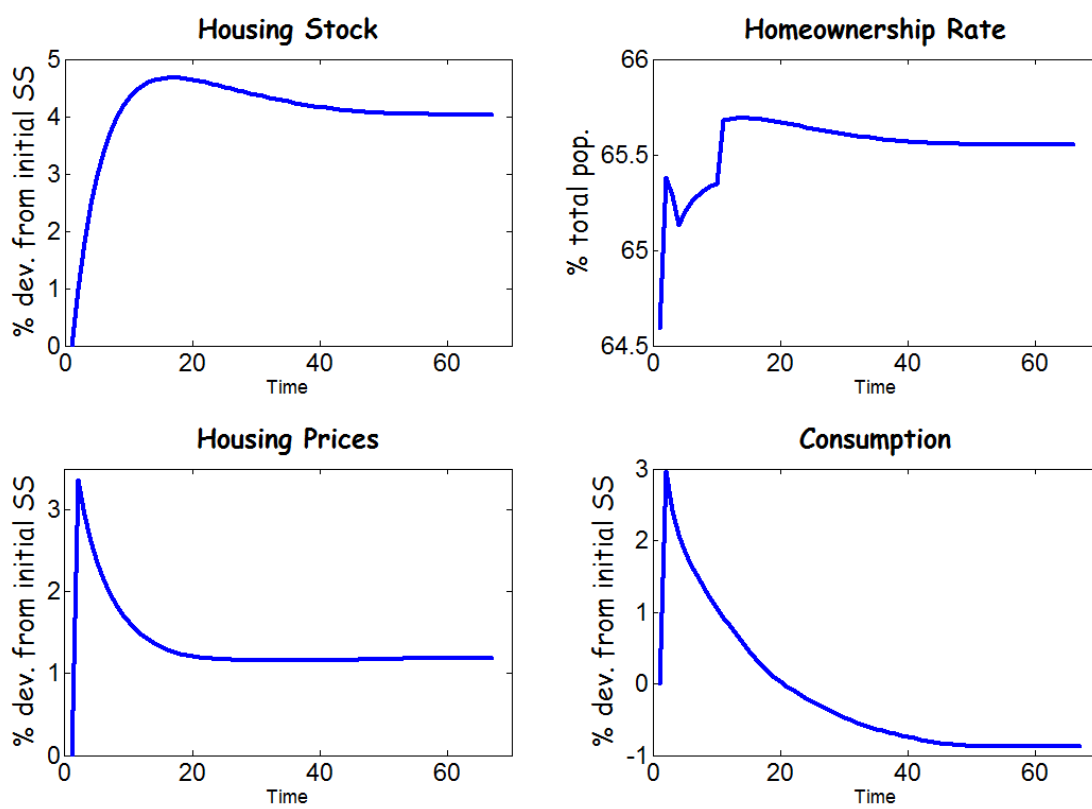 Housing Stock
% dev. from initial SS
5
4
3
2
1
0
0 20 40 60
Time
Homeownership Rate
% total pop.
66
65.5
65
64.5
0 20 40 60
Time
Housing Prices
% dev. from initial SS
3
2
1
0
0 20 40 60
Time
Consumption
% dev. from initial SS
3
2
1
0
-1
0 20 40 60
Time